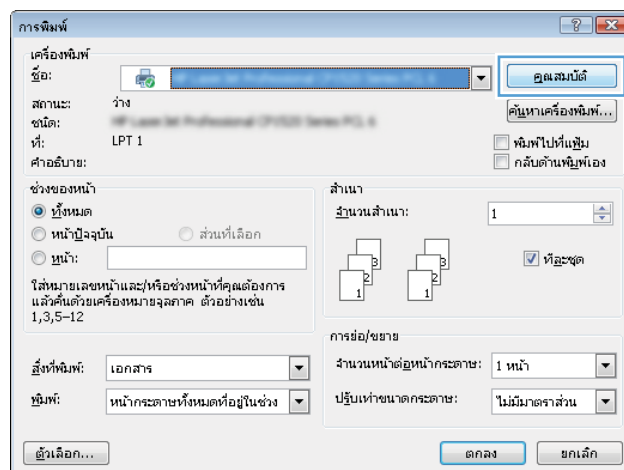 การพิมพ์
เครื่องพิมพ์
ชื่อ:
คุณสมบัติ
สถานะ: ว่าง
ค้นหาเครื่องพิมพ์...
ชนิด:
ที่: LPT 1
พิมพ์ไปที่แฟ้ม
คำอธิบาย:
กลับด้านพิมพ์เอง
ช่วงของหน้า
ทั้งหมด
หน้าปัจจุบัน ส่วนที่เลือก
หน้า:
ใส่หมายเลขหน้าและ/หรือช่วงหน้าที่คุณต้องการ
แล้วคั่นด้วยเครื่องหมายจุลภาค ตัวอย่างเช่น
1,3,5–12
สำเนา
จำนวนสำเนา: 1
3 3
2 2
1 1
ทีละชุด
สิ่งที่พิมพ์: เอกสาร
พิมพ์: หน้ากระดาษทั้งหมดที่อยู่ในช่วง
การย่อ/ขยาย
จำนวนหน้าต่อหน้ากระดาษ: 1 หน้า
ปรับเท่าขนาดกระดาษ: ไม่มีมาตราส่วน
ตัวเลือก...
ตกลง
ยกเลิก